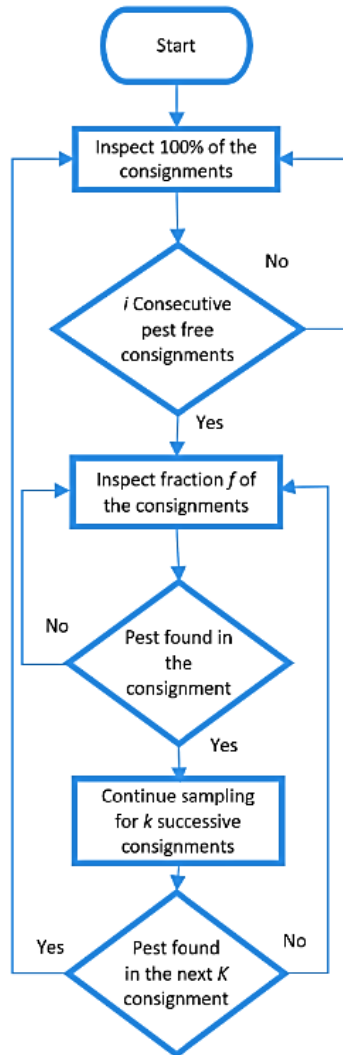 Start
Inspect 100% of the
consignments
No
i Consecutive
pest free
consignments
Yes
Inspect fraction f of
the consignments
No
Pest found in
the
consignment
Yes
Continue sampling
for k successive
consignments
Yes
No
Pest found
in the next K
consignment